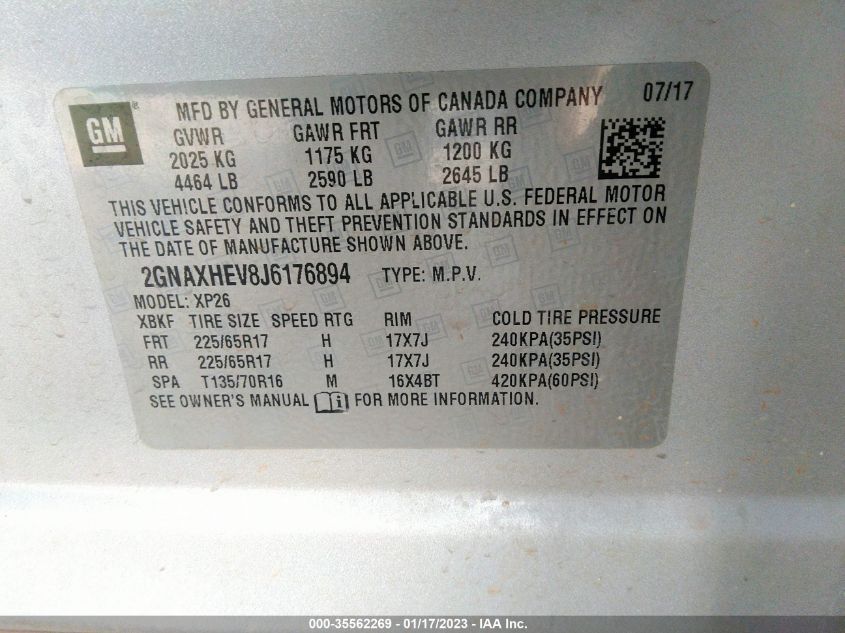 GM ® MFD BY GENERAL MOTORS OF CANADA COMPANY 07/17
GVWR GAWR FRT GAWR RR
2025 KG 1175 KG 1200 KG
4464 LB 2590 LB 2645 LB
THIS VEHICLE CONFORMS TO ALL APPLICABLE U.S. FEDERAL MOTOR
VEHICLE SAFETY AND THEFT PREVENTION STANDARDS IN EFFECT ON
THE DATE OF MANUFACTURE SHOWN ABOVE.
2GNAXHEV8J6176894 TYPE: M.P.V.
MODEL: XP26
XBKF TIRE SIZE SPEED RTG RIM COLD TIRE PRESSURE
FRT 225/65R17 H 17X7J 240KPA(35PSI)
RR 225/65R17 H 17X7J 240KPA(35PSI)
SPA T135/70R16 M 16X4BT 420KPA(60PSI)
SEE OWNER'S MANUAL i FOR MORE INFORMATION.
000-35562269 - 01/17/2023 - IAA Inc.